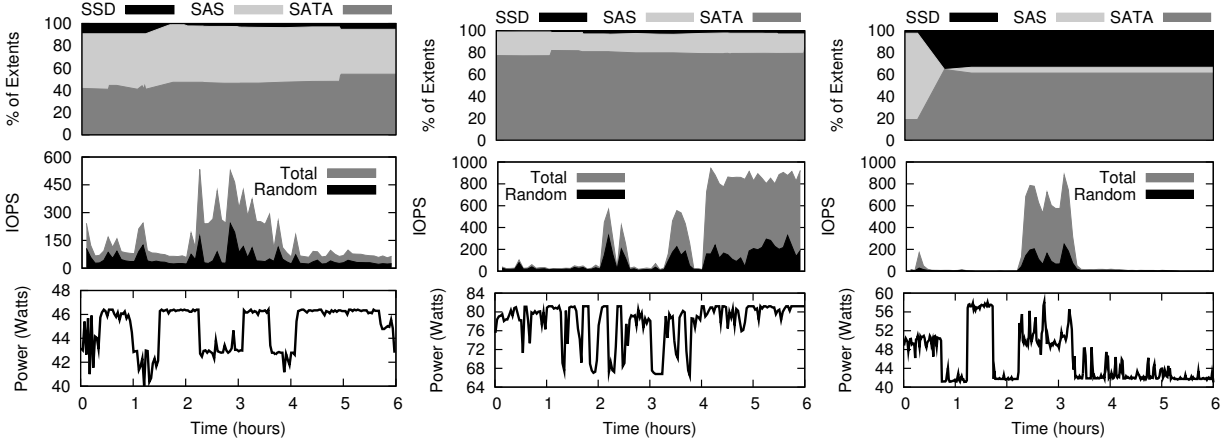 SSD SAS SATA
% of Extents
100
80
60
40
20
0
IOPS
600
450
300
150
0
Total
Random
Power (Watts)
48
46
44
42
40
0 1 2 3 4 5 6
Time (hours)
SSD SAS SATA
% of Extents
100
80
60
40
20
0
IOPS
1000
800
600
400
200
0
Total
Random
Power (Watts)
84
80
76
72
68
64
0 1 2 3 4 5 6
Time (hours)
SSD SAS SATA
% of Extents
100
80
60
40
20
0
IOPS
1000
800
600
400
200
0
Total
Random
Power (Watts)
60
56
52
48
44
40
0 1 2 3 4 5 6
Time (hours)